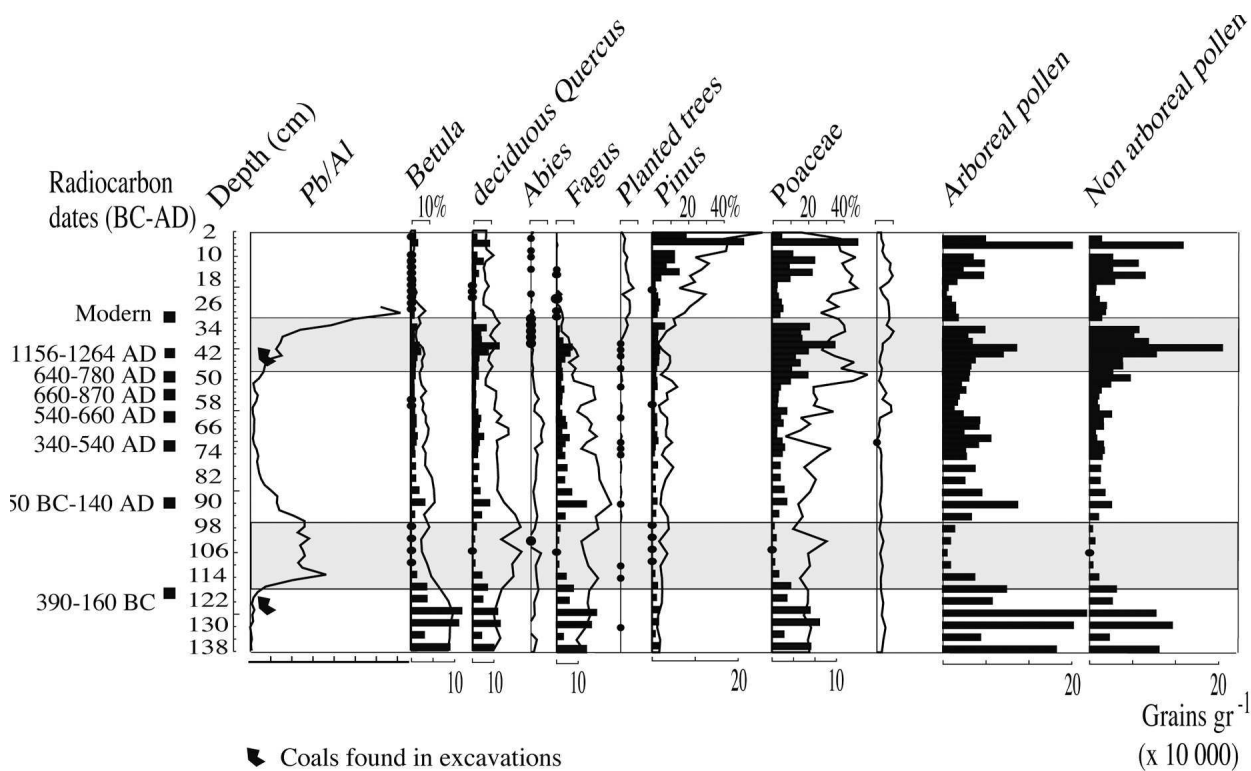 Radiocarbon
dates (BC-AD)
Depth (cm)
Pb/Al
Betula
deciduous Quercus
Abies
Fagus
Planted trees
Pinus
Poaceae
Arboreal pollen
Non arboreal pollen
10%
20 40%
20 40%
2
10
18
26
34
42
50
58
66
74
82
90
98
106
114
122
130
138
Modern
1156-1264 AD
640-780 AD
660-870 AD
540-660 AD
340-540 AD
50 BC-140 AD
390-160 BC
10
10
10
20
10
20
20
Grains gr-1
(x 10 000)
Coals found in excavations